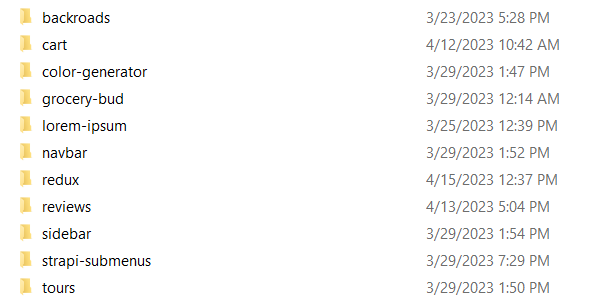 backroads 3/23/2023 5:28 PM
cart 4/12/2023 10:42 AM
color-generator 3/29/2023 1:47 PM
grocery-bud 3/29/2023 12:14 AM
lorem-ipsum 3/25/2023 12:39 PM
navbar 3/29/2023 1:52 PM
redux 4/15/2023 12:37 PM
reviews 4/13/2023 5:04 PM
sidebar 3/29/2023 1:54 PM
strapi-submenus 3/29/2023 7:29 PM
tours 3/29/2023 1:50 PM